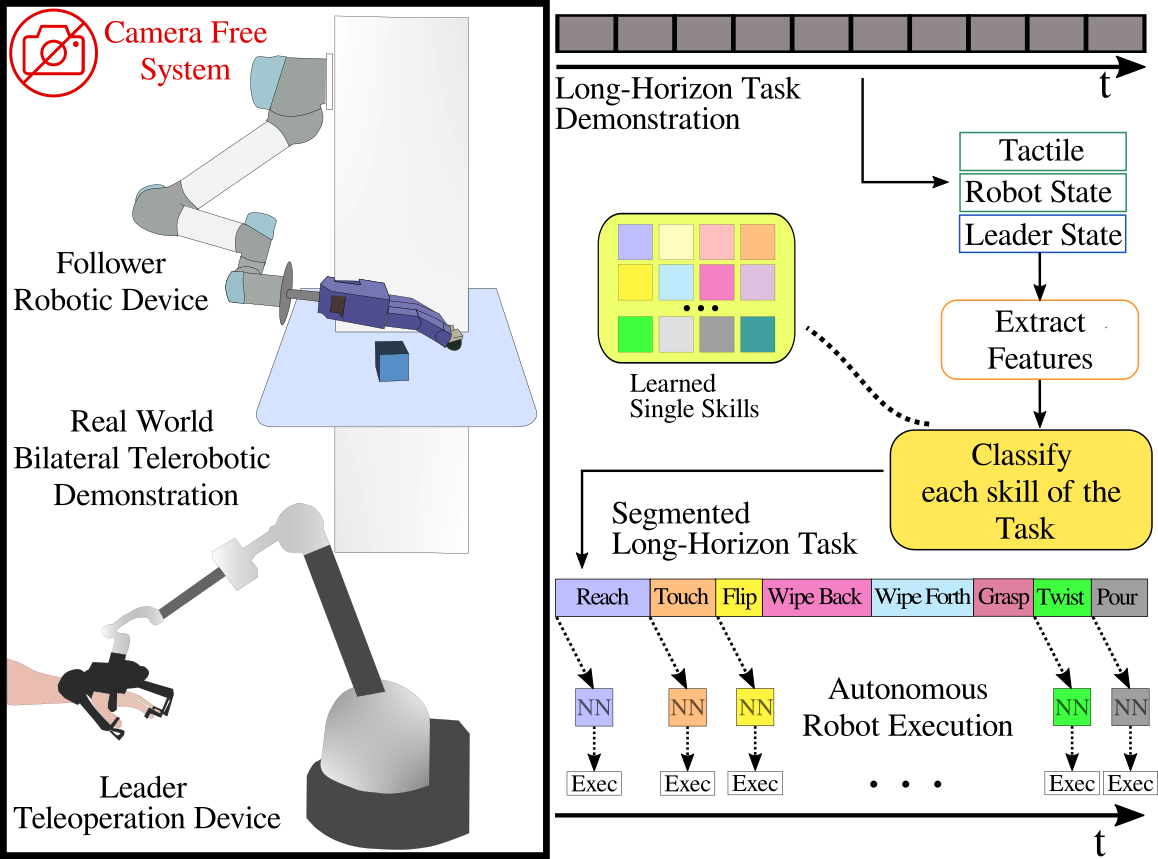 Camera Free
System
Follower
Robotic Device
Real World
Bilateral Telerobotic
Demonstration
Leader
Teleoperation Device
t
Long-Horizon Task
Demonstration
Tactile
Robot State
Leader State
Extract
Features
Learned
Single Skills
Classify
each skill of the
Task
Segmented
Long-Horizon Task
Reach Touch Flip Wipe Back Wipe Forth Grasp Twist Pour
NN NN NN NN NN
Autonomous
Robot Execution
Exec Exec Exec Exec Exec
t